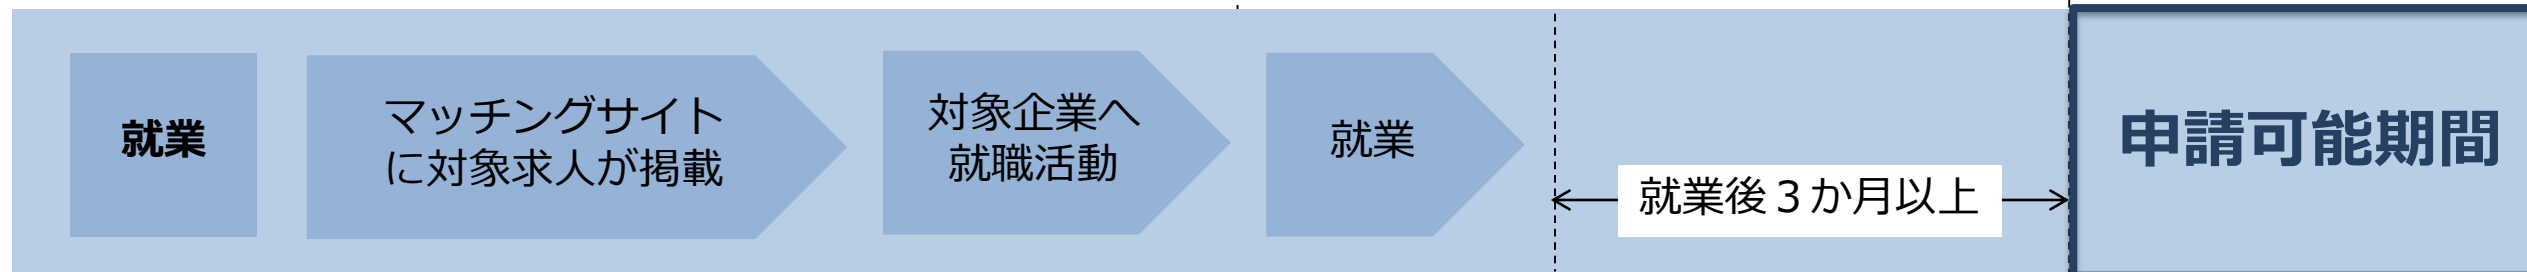 就業
マッチングサイト
に対象求人が掲載
対象企業へ
就職活動
就業
就業後３か月以上
申請可能期間